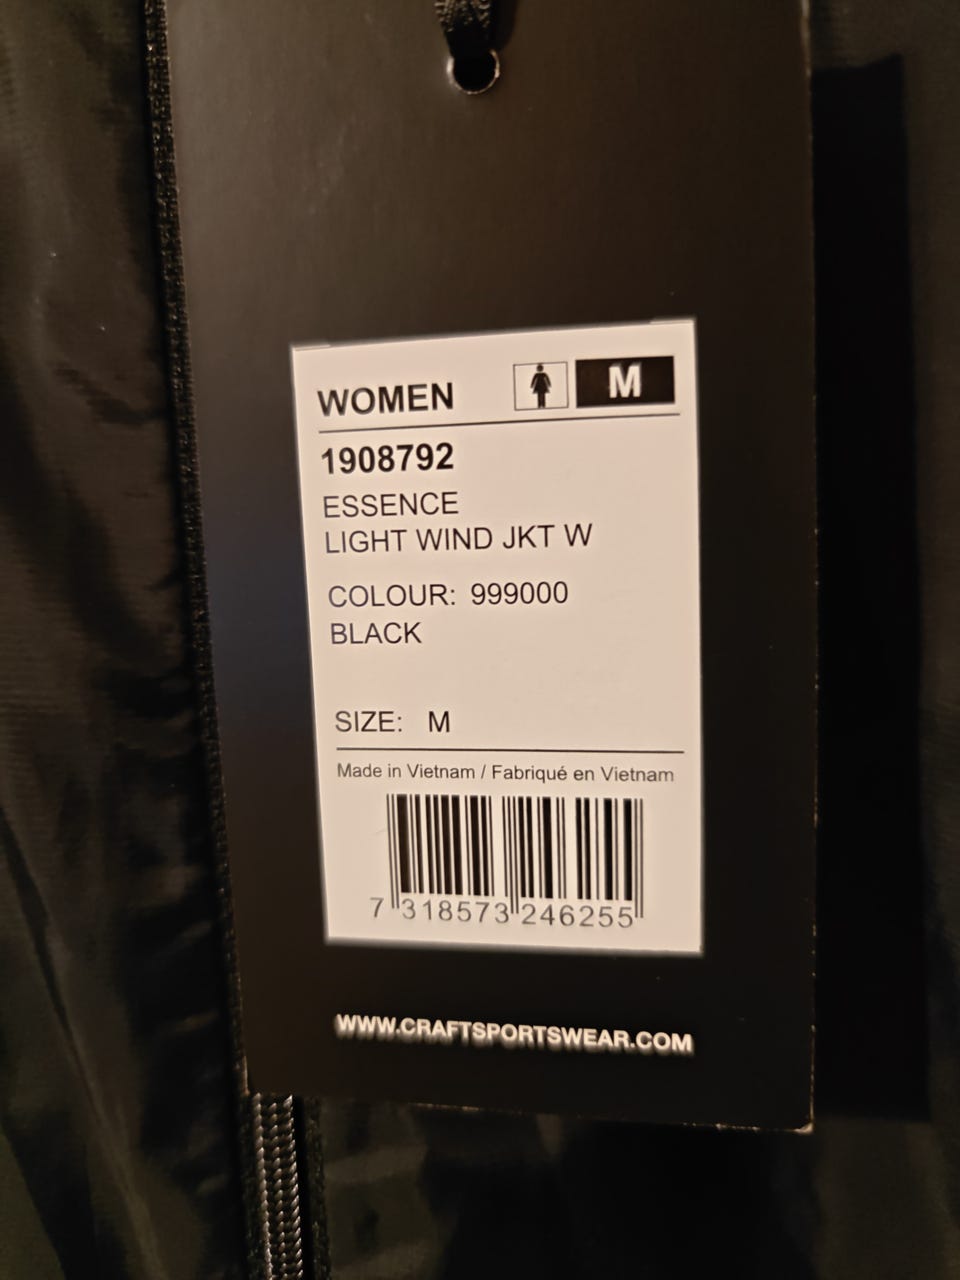 WOMEN M
1908792
ESSENCE
LIGHT WIND JKT W
COLOUR: 999000
BLACK
SIZE: M
Made in Vietnam / Fabriqué en Vietnam
7 318573 246255
WWW.CRAFTSPORTSWEAR.COM